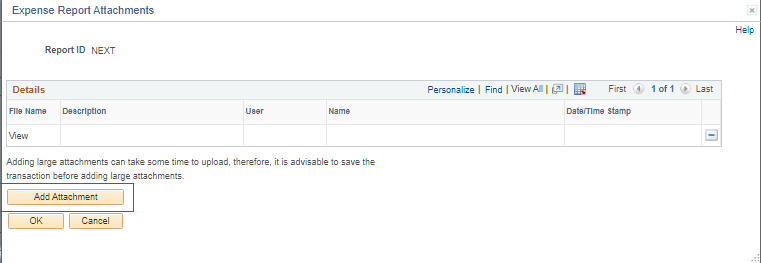 Expense Report Attachments
Help
Report ID NEXT
Details Personalize | Find | View All | | First 1 of 1 Last
File Name Description User Name Date/Time Stamp
View
Adding large attachments can take some time to upload, therefore, it is advisable to save the
transaction before adding large attachments.
Add Attachment
OK Cancel